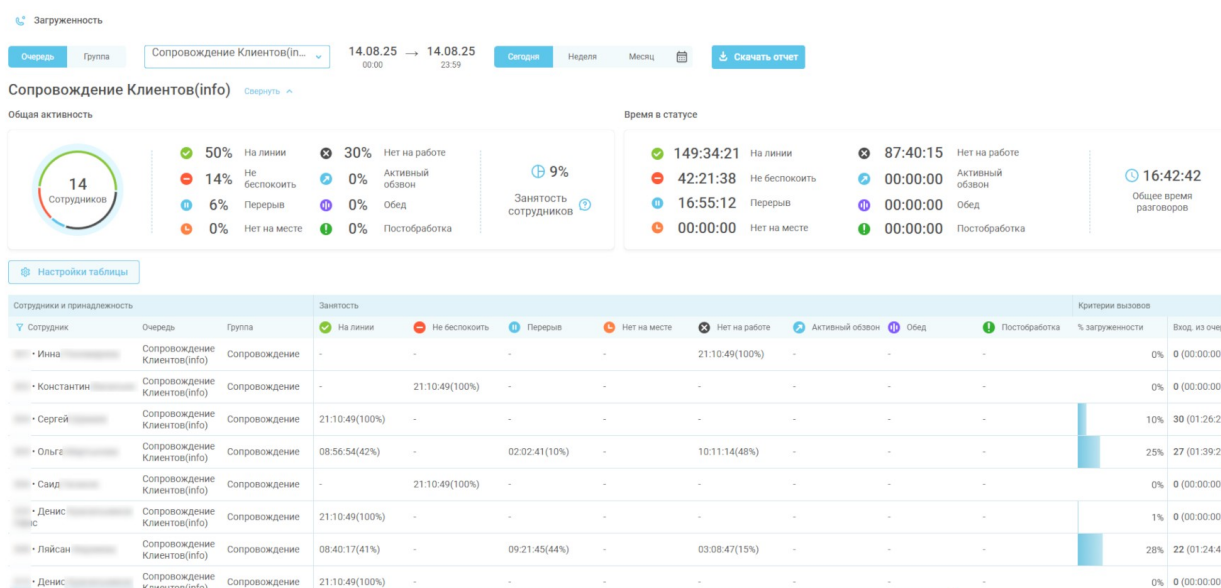 Загруженность
Очередь Группа Сопровождение Клиентов(in... 14.08.25 → 14.08.25 Сегодня Неделя Месяц Скачать отчет
00:00 23:59
Сопровождение Клиентов(info) Свернуть
Общая активность Время в статусе
14
Сотрудников
50% На линии 30% Нет на работе
14% Не беспокоить 0% Активный обзвон
6% Перерыв 0% Обед
0% Нет на месте 0% Постобработка
9%
Занятость
сотрудников
149:34:21 На линии 87:40:15 Нет на работе
42:21:38 Не беспокоить 00:00:00 Активный обзвон
16:55:12 Перерыв 00:00:00 Обед
00:00:00 Нет на месте 00:00:00 Постобработка
16:42:42
Общее время
разговоров
Настройки таблицы
Сотрудники и принадлежность Занятость Критерии вызовов
Сотрудник Очередь Группа На линии Не беспокоить Перерыв Нет на месте Нет на работе Активный обзвон Обед Постобработка % загруженности Вход. из
• Инна Сопровождение Клиентов(info) Сопровождение - - - - 21:10:49(100%) - - - 0% 0 (00:00:00
• Константин Сопровождение Клиентов(info) Сопровождение - 21:10:49(100%) - - - - - - 0% 0 (00:00:00
• Сергей Сопровождение Клиентов(info) Сопровождение 21:10:49(100%) - - - - - - - 10% 30 (01:26:2
• Ольга Сопровождение Клиентов(info) Сопровождение 08:56:54(42%) - 02:02:41(10%) - 10:11:14(48%) - - - 25% 27 (01:39:2
• Саид Сопровождение Клиентов(info) Сопровождение - 21:10:49(100%) - - - - - - 0% 0 (00:00:00
• Денис Сопровождение Клиентов(info) Сопровождение 21:10:49(100%) - - - - - - - 1% 0 (00:00:00
• Ляйсан Сопровождение Клиентов(info) Сопровождение 08:40:17(41%) - 09:21:45(44%) - 03:08:47(15%) - - - 28% 22 (01:24:4
• Денис Сопровождение Клиентов(info) Сопровождение 21:10:49(100%) - - - - - - - 0% 0 (00:00:00